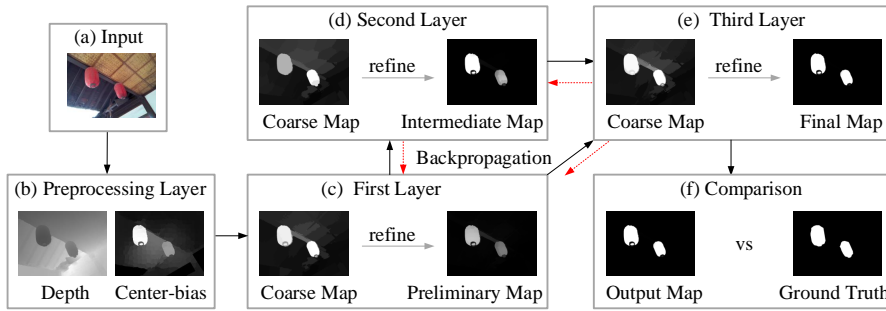 (a) Input
(b) Preprocessing Layer
Depth Center-bias
(c) First Layer
refine
Coarse Map Preliminary Map
(d) Second Layer
refine
Coarse Map Intermediate Map
Backpropagation
(e) Third Layer
refine
Coarse Map Final Map
(f) Comparison
vs
Output Map Ground Truth